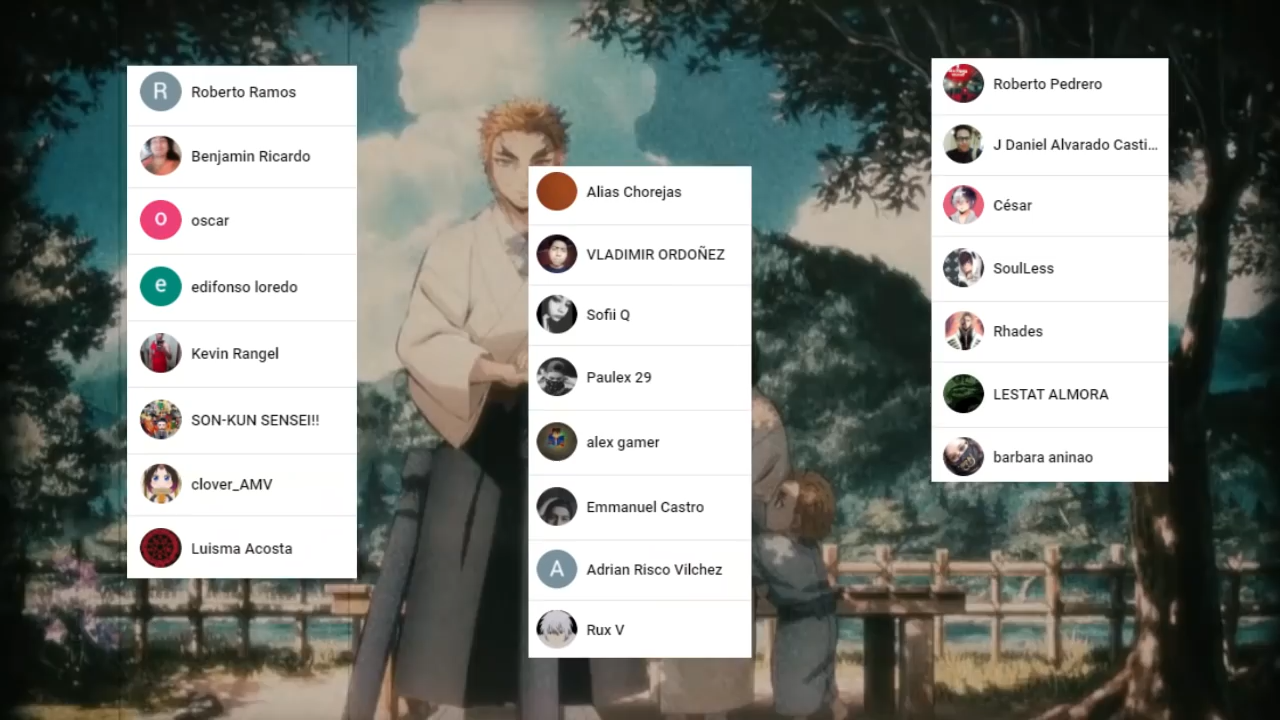 R
Roberto Ramos
Benjamin Ricardo
o
oscar
e
edifonso loredo
Kevin Rangel
SON-KUN SENSEI!!
clover_AMV
Luisma Acosta
Alias Chorejas
VLADIMIR ORDOÑEZ
Sofii Q
Paulex 29
alex gamer
Emmanuel Castro
A
Adrian Risco Vilchez
Rux V
Roberto Pedrero
J Daniel Alvarado Casti...
César
SoulLess
Rhades
LESTAT ALMORA
barbara aninao